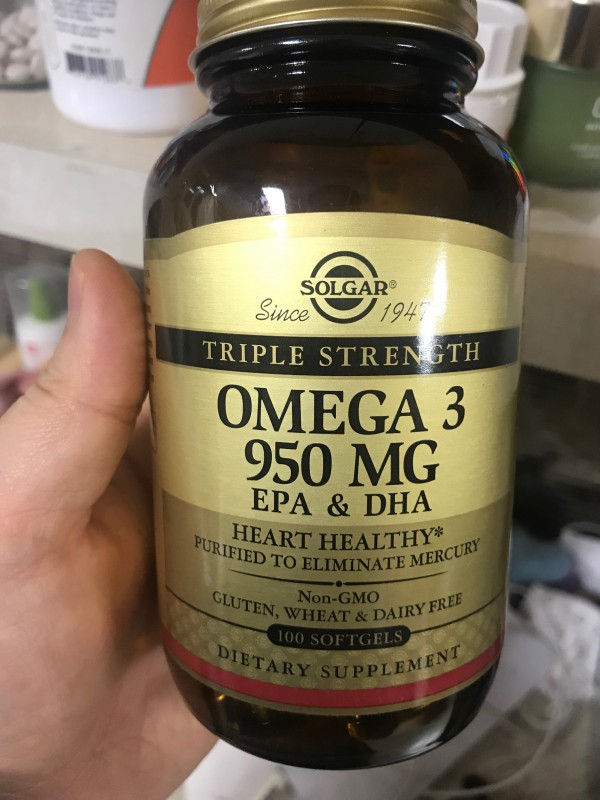 SOLGAR®
Since 1947
TRIPLE STRENGTH
OMEGA 3
950 MG
EPA & DHA
HEART HEALTHY*
PURIFIED TO ELIMINATE MERCURY
Non-GMO
GLUTEN, WHEAT & DAIRY FREE
100 SOFTGELS
DIETARY SUPPLEMENT